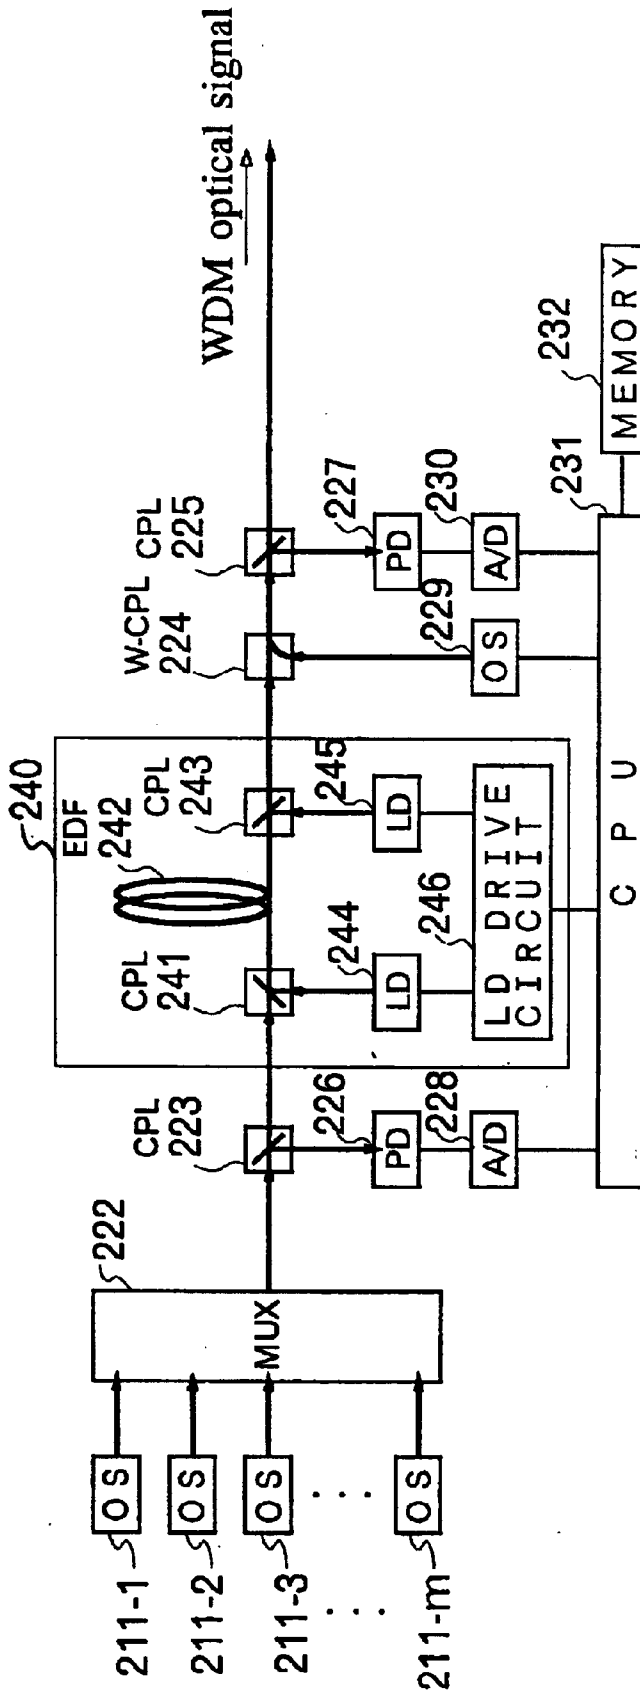 WDM optical signal
240
EDF
242
CPL
241
CPL
243
W-CPL
224
CPL
225
CPL
223
222
MUX
OS
211-1
OS
211-2
OS
211-3
. . .
. . .
OS
211-m
226
PD
228
A/D
244
LD
245
LD
246
LD DRIVE
CIRCUIT
229
OS
227
PD
230
A/D
231
CPU
232
MEMORY